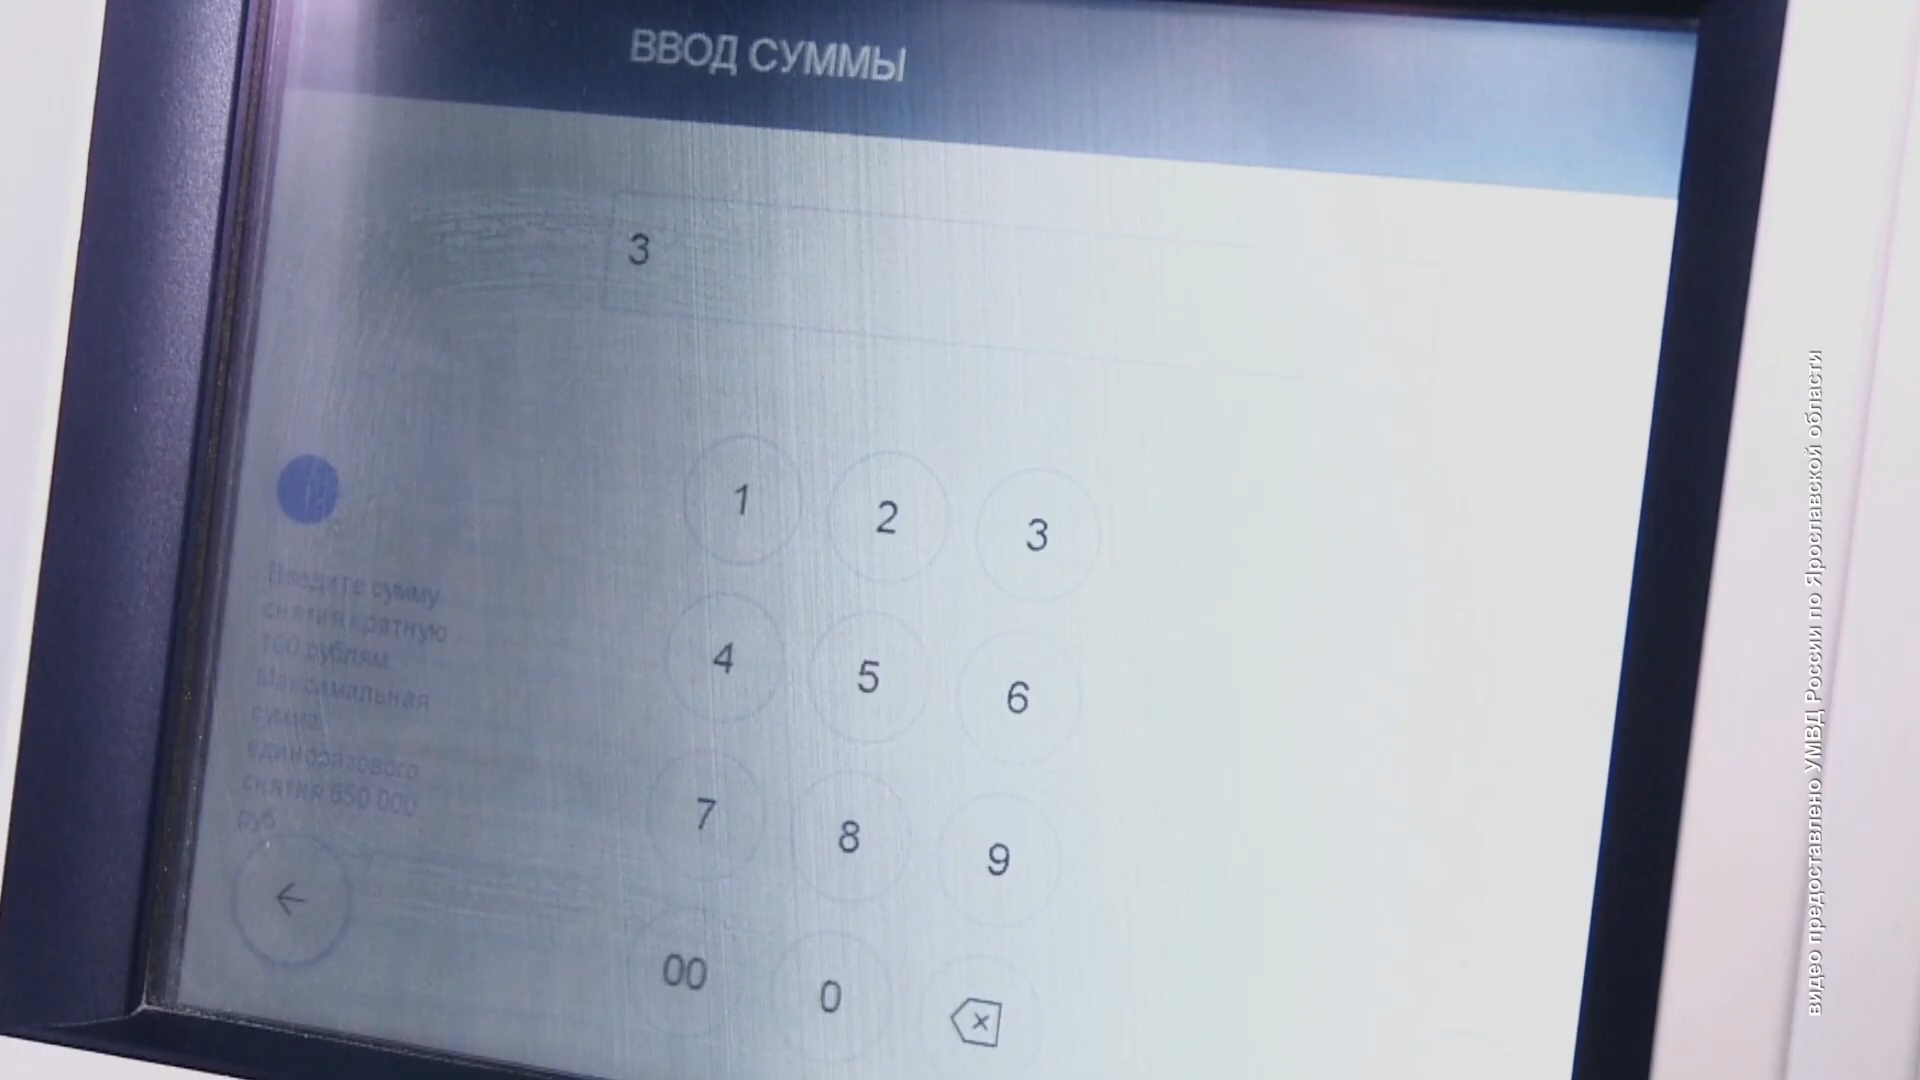 ВВОД СУММЫ
3
1 2 3
4 5 6
7 8 9
00 0
Введите сумму
снятия кратную
100 рублям.
Максимальная
сумма
единоразового
снятия 650 000
руб
видео предоставлено УМВД России по Ярославской области